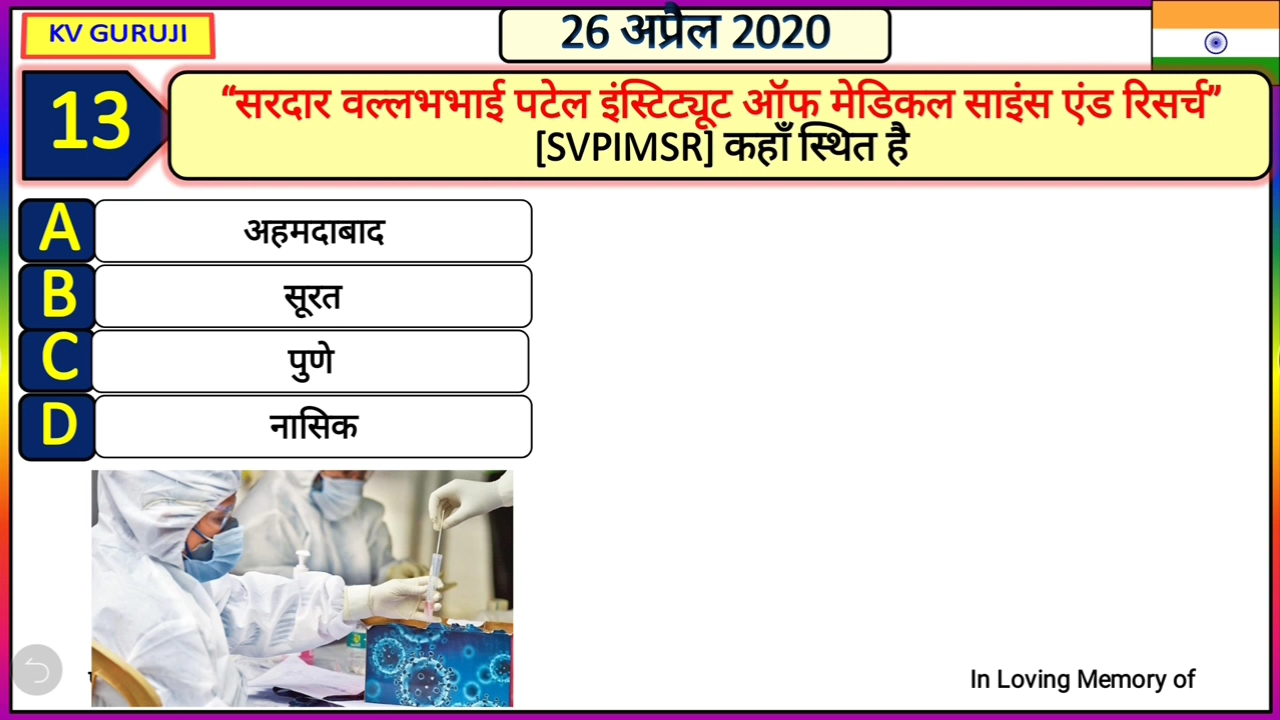 KV GURUJI
26 अप्रैल 2020
13
“सरदार वल्लभभाई पटेल इंस्टिट्यूट ऑफ मेडिकल साइंस एंड रिसर्च”
[SVPIMSR] कहाँ स्थित है
A अहमदाबाद
B सूरत
C पुणे
D नासिक
In Loving Memory of